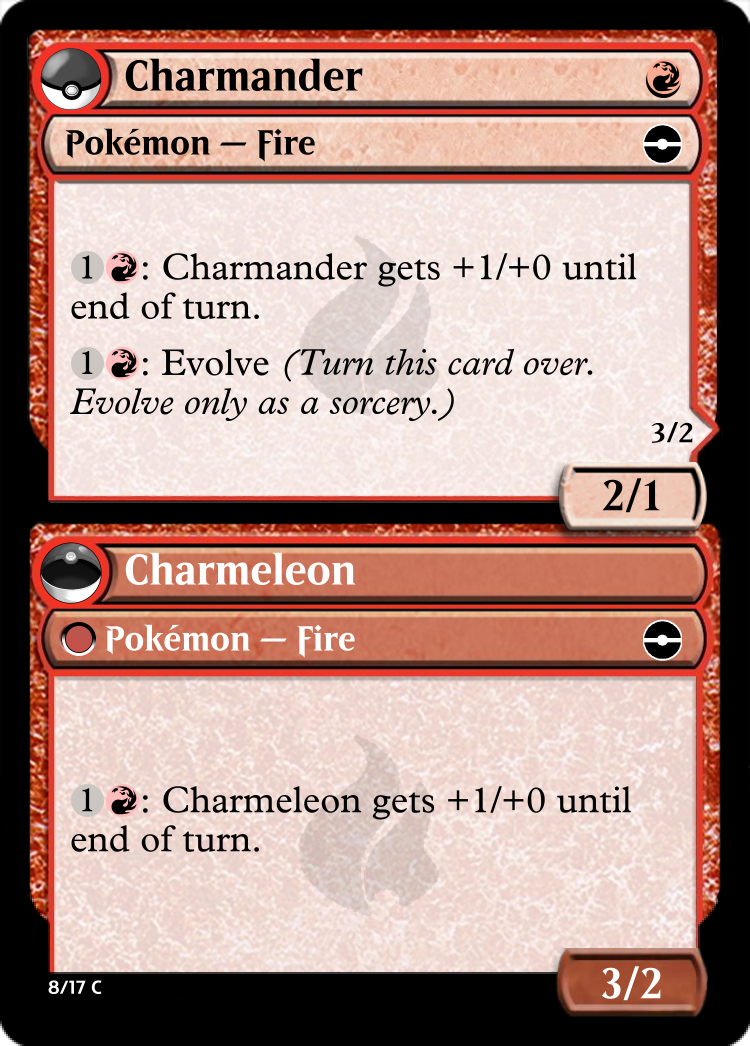 Charmander
Pokémon — Fire
1: Charmander gets +1/+0 until
end of turn.
1: Evolve (Turn this card over.
Evolve only as a sorcery.)
3/2
2/1
Charmeleon
Pokémon — Fire
1: Charmeleon gets +1/+0 until
end of turn.
8/17 C
3/2